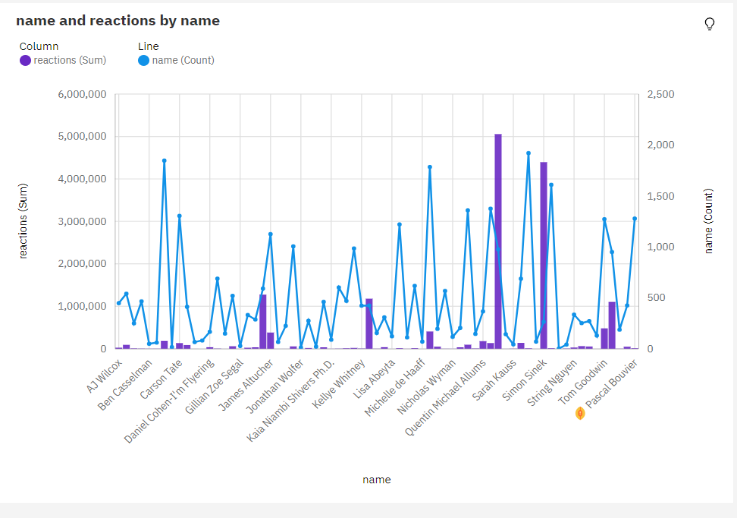 name and reactions by name
Column
Line
reactions (Sum)
name (Count)
6,000,000
5,000,000
4,000,000
3,000,000
2,000,000
1,000,000
0
reactions (Sum)
2,500
2,000
1,500
1,000
500
0
name (Count)
AJ Wilcox
Ben Casselman
Carson Tate
Daniel Cohen-I'm Flyering
Gillian Zoe Segal
James Altucher
Jonathan Wolfer
Kaia Niambi Shivers Ph.D.
Kellye Whitney
Lisa Abeyta
Michelle de Haaff
Nicholas Wyman
Quentin Michael Allums
Sarah Kauss
Simon Sinek
String Nguyen
Tom Goodwin
Pascal Bouvier
name